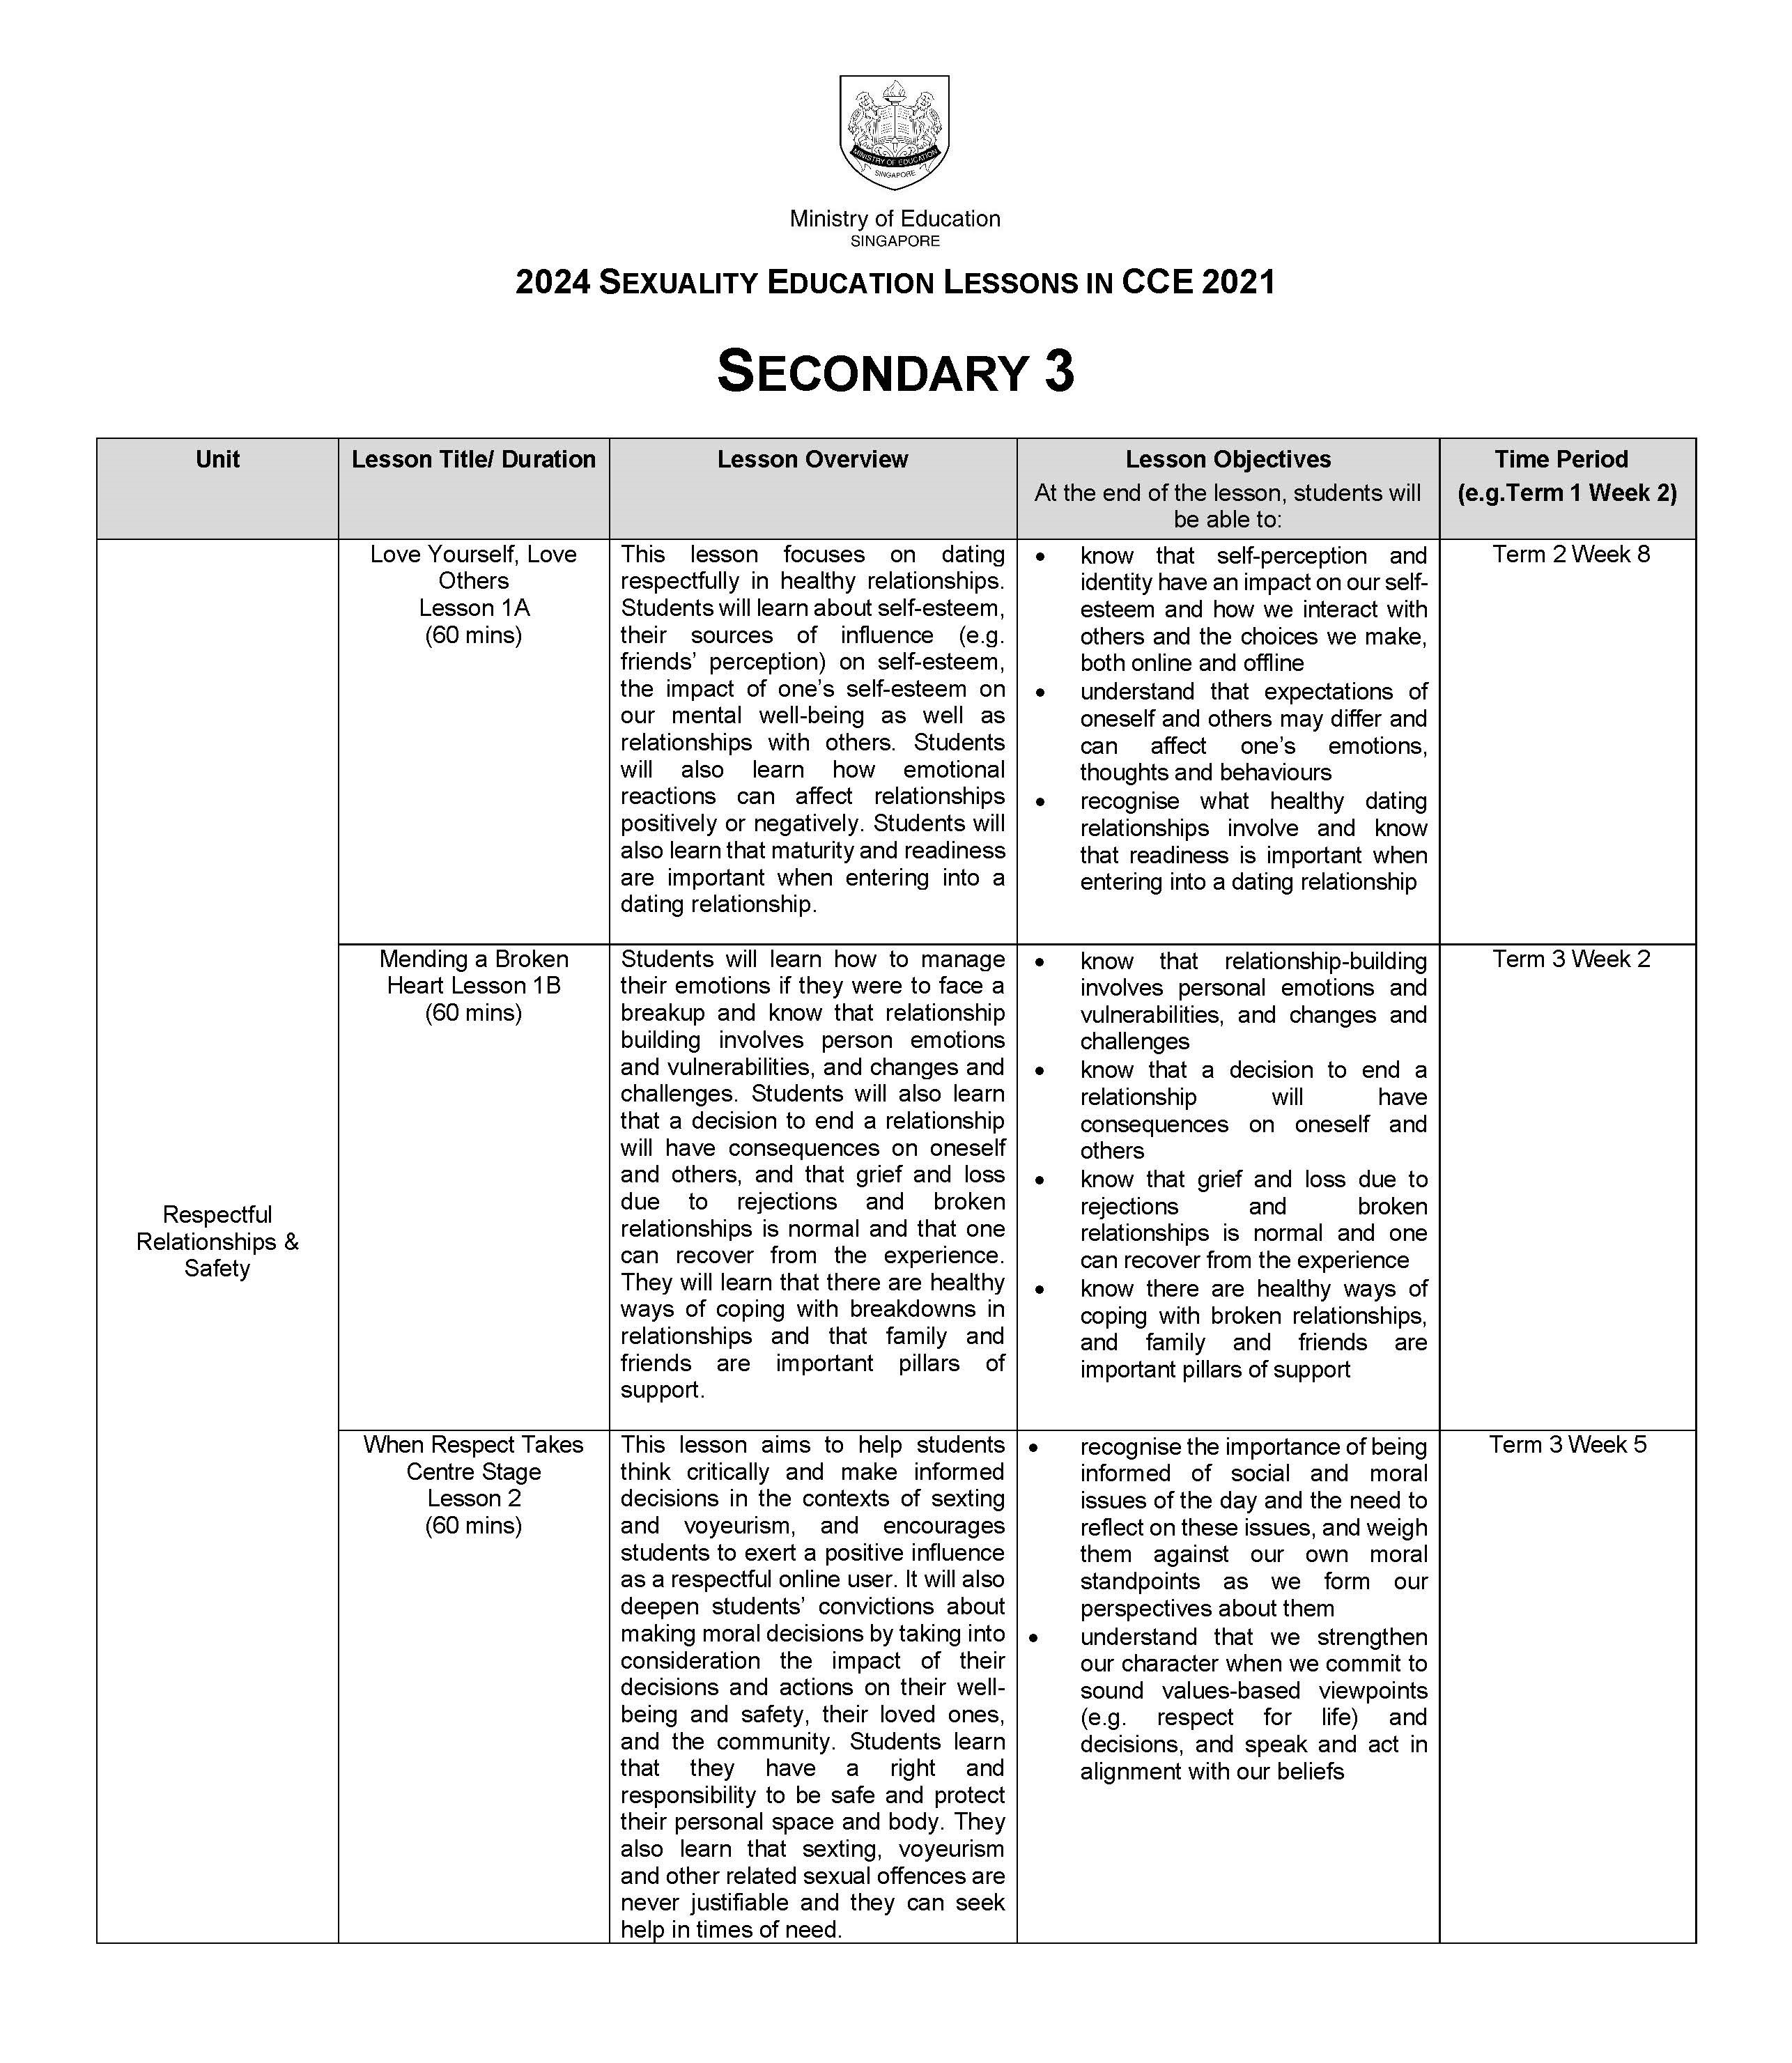 MINISTRY OF EDUCATION
SINGAPORE
Ministry of Education
SINGAPORE
2024 SEXUALITY EDUCATION LESSONS IN CCE 2021
SECONDARY 3
Unit
Lesson Title/ Duration
Lesson Overview
Lesson Objectives
At the end of the lesson, students will
be able to:
Time Period
(e.g.Term 1 Week 2)
Respectful
Relationships &
Safety
Love Yourself, Love
Others
Lesson 1A
(60 mins)
This lesson focuses on dating
respectfully in healthy relationships.
Students will learn about self-esteem,
their sources of influence (e.g.
friends’ perception) on self-esteem,
the impact of one’s self-esteem on
our mental well-being as well as
relationships with others. Students
will also learn how emotional
reactions can affect relationships
positively or negatively. Students will
also learn that maturity and readiness
are important when entering into a
dating relationship.
• know that self-perception and
identity have an impact on our self-
esteem and how we interact with
others and the choices we make,
both online and offline
• understand that expectations of
oneself and others may differ and
can affect one’s emotions,
thoughts and behaviours
• recognise what healthy dating
relationships involve and know
that readiness is important when
entering into a dating relationship
Term 2 Week 8
Mending a Broken
Heart Lesson 1B
(60 mins)
Students will learn how to manage
their emotions if they were to face a
breakup and know that relationship
building involves person emotions
and vulnerabilities, and changes and
challenges. Students will also learn
that a decision to end a relationship
will have consequences on oneself
and others, and that grief and loss
due to rejections and broken
relationships is normal and that one
can recover from the experience.
They will learn that there are healthy
ways of coping with breakdowns in
relationships and that family and
friends are important pillars of
support.
• know that relationship-building
involves personal emotions and
vulnerabilities, and changes and
challenges
• know that a decision to end a
relationship will have
consequences on oneself and
others
• know that grief and loss due to
rejections and broken
relationships is normal and one
can recover from the experience
• know there are healthy ways of
coping with broken relationships,
and family and friends are
important pillars of support
Term 3 Week 2
When Respect Takes
Centre Stage
Lesson 2
(60 mins)
This lesson aims to help students
think critically and make informed
decisions in the contexts of sexting
and voyeurism, and encourages
students to exert a positive influence
as a respectful online user. It will also
deepen students’ convictions about
making moral decisions by taking into
consideration the impact of their
decisions and actions on their well-
being and safety, their loved ones,
and the community. Students learn
that they have a right and
responsibility to be safe and protect
their personal space and body. They
also learn that sexting, voyeurism
and other related sexual offences are
never justifiable and they can seek
help in times of need.
• recognise the importance of being
informed of social and moral
issues of the day and the need to
reflect on these issues, and weigh
them against our own moral
standpoints as we form our
perspectives about them
• understand that we strengthen
our character when we commit to
sound values-based viewpoints
(e.g. respect for life) and
decisions, and speak and act in
alignment with our beliefs
Term 3 Week 5